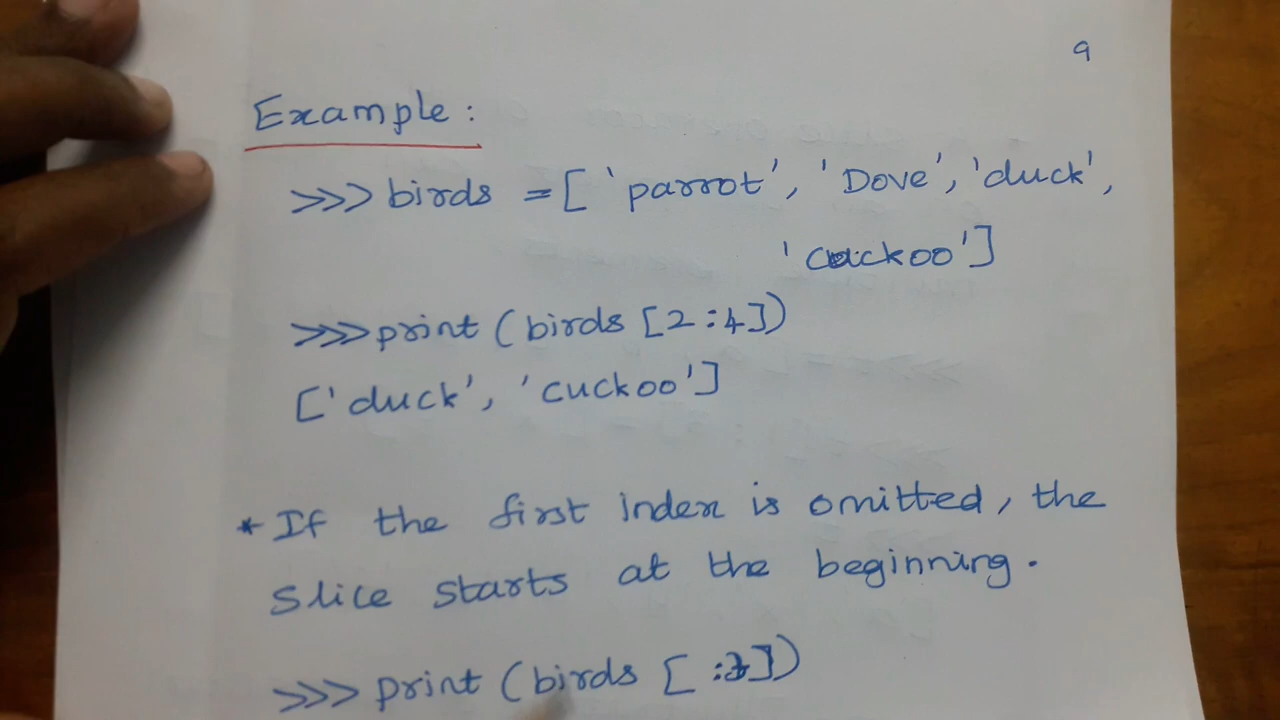 9
Example:
>>> birds = ['parrot', 'Dove', 'duck',
'cuckoo']
>>> print (birds [2:4])
['duck', 'cuckoo']
* If the first index is omitted, the
slice starts at the beginning.
>>> print (birds [ : ])